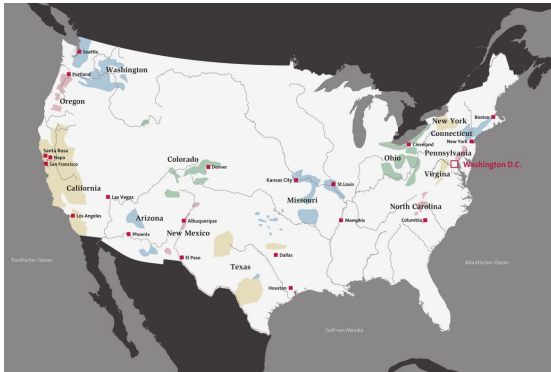 Seattle
Washington
Portland
Oregon
Santa Rosa
Napa
San Francisco
California
Las Vegas
Los Angeles
Arizona
Phoenix
Colorado
Denver
Albuquerque
New Mexico
El Paso
Texas
Dallas
Houston
Kansas City
St.Louis
Missouri
Memphis
Ohio
Cleveland
New York
Boston
Connecticut
New York
Pennsylvania
Washington D.C.
Virgina
North Carolina
Columbia
Pazifischer Ozean
Atlantischer Ozean
Golf von Mexiko